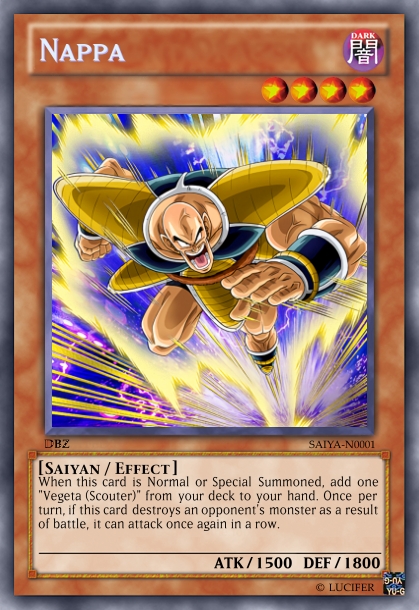 Nappa
DARK
闇
DBZ
SAIYA-N0001
[Saiyan / Effect]
When this card is Normal or Special Summoned, add one
"Vegeta (Scouter)" from your deck to your hand. Once per
turn, if this card destroys an opponent's monster as a result
of battle, it can attack once again in a row.
ATK / 1500 DEF / 1800
© LUCIFER